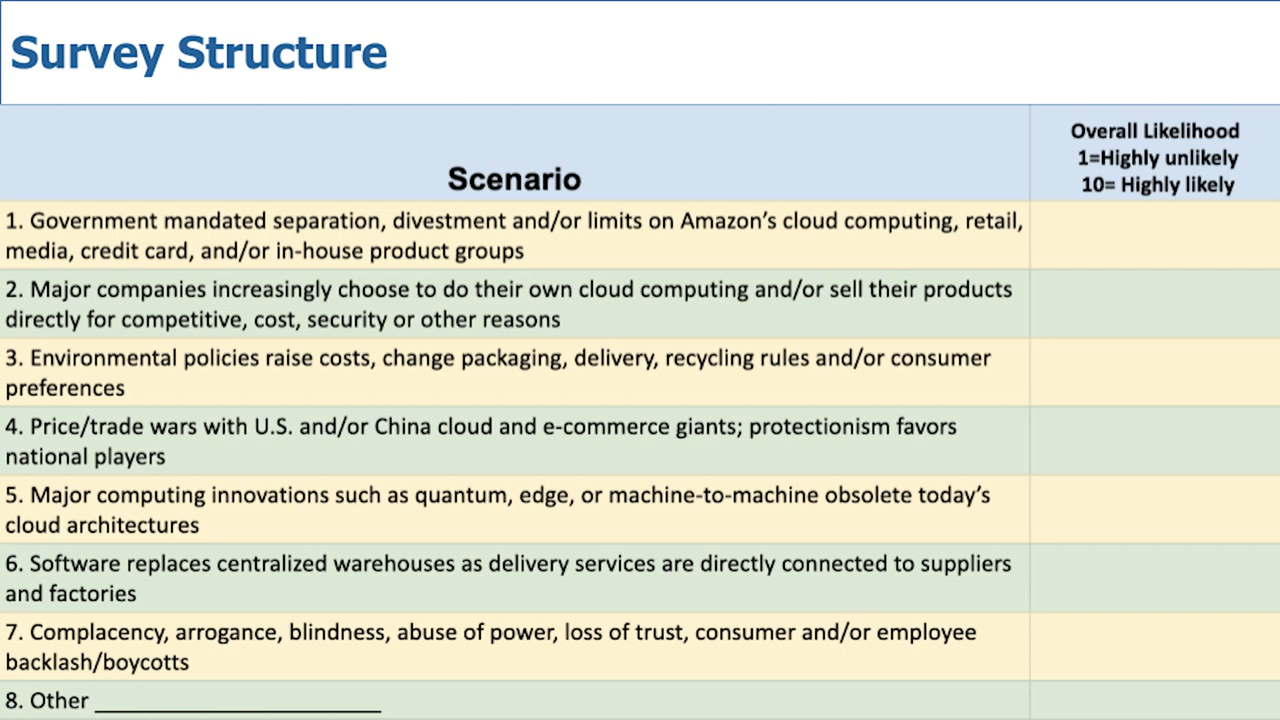 Survey Structure
Scenario
Overall Likelihood
1=Highly unlikely
10= Highly likely
1. Government mandated separation, divestment and/or limits on Amazon’s cloud computing, retail,
media, credit card, and/or in-house product groups
2. Major companies increasingly choose to do their own cloud computing and/or sell their products
directly for competitive, cost, security or other reasons
3. Environmental policies raise costs, change packaging, delivery, recycling rules and/or consumer
preferences
4. Price/trade wars with U.S. and/or China cloud and e-commerce giants; protectionism favors
national players
5. Major computing innovations such as quantum, edge, or machine-to-machine obsolete today’s
cloud architectures
6. Software replaces centralized warehouses as delivery services are directly connected to suppliers
and factories
7. Complacency, arrogance, blindness, abuse of power, loss of trust, consumer and/or employee
backlash/boycotts
8. Other ________________________